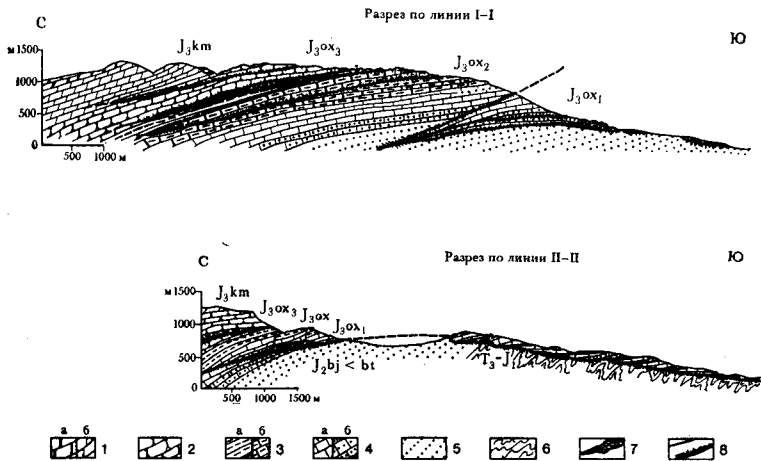 Разрез по линии I–I
С
Ю
J₃km
J₃ox₃
J₃ox₂
J₃ox₁
м 1500
1000
500
0
500 1000 м
Разрез по линии II–II
С
Ю
м 1500
1000
500
0
J₃km
J₃ox₃
J₃ox
J₃ox₁
J₂bj < bt
T₃-J
500 1000 1500 м
а б 1
2
а б 3
а б 4
5
6
7
8